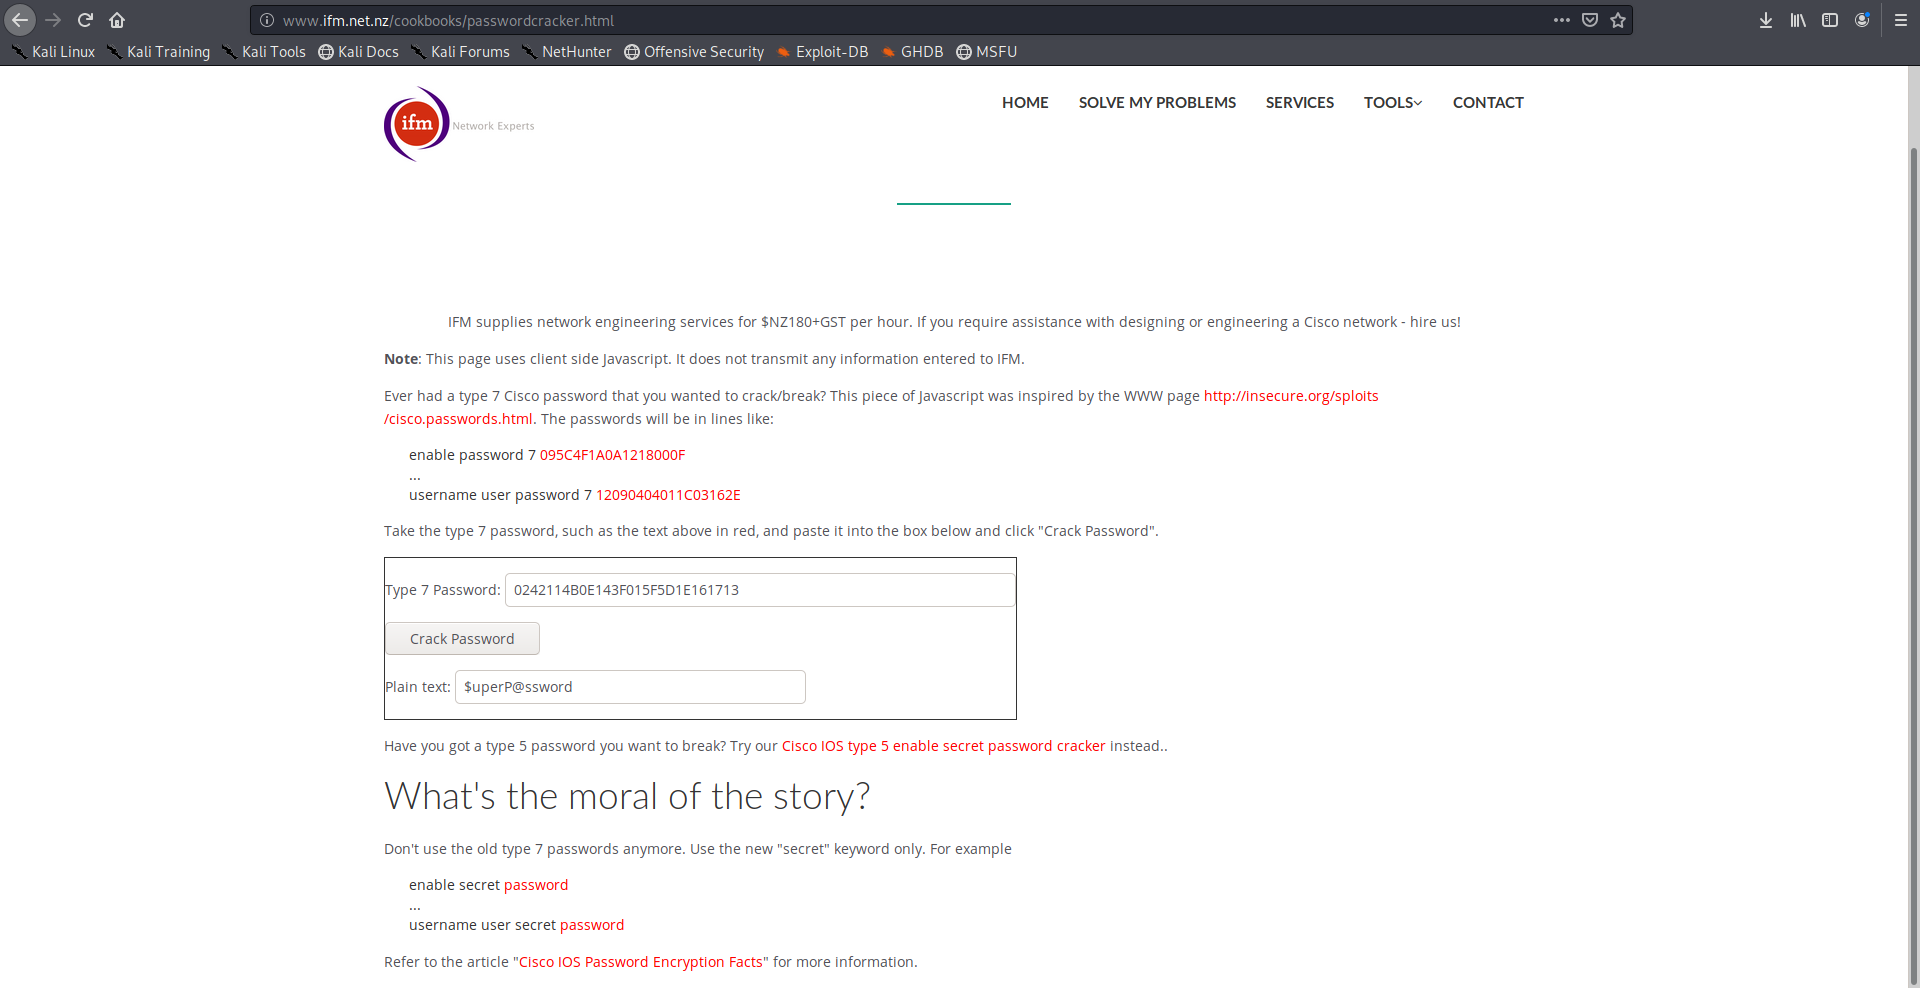 www.ifm.net.nz/cookbooks/passwordcracker.html
Kali Linux Kali Training Kali Tools Kali Docs Kali Forums NetHunter Offensive Security Exploit-DB GHDB MSFU
ifm Network Experts
HOME SOLVE MY PROBLEMS SERVICES TOOLS CONTACT
IFM supplies network engineering services for $NZ180+GST per hour. If you require assistance with designing or engineering a Cisco network - hire us!
Note: This page uses client side Javascript. It does not transmit any information entered to IFM.
Ever had a type 7 Cisco password that you wanted to crack/break? This piece of Javascript was inspired by the WWW page http://insecure.org/sploits
/cisco.passwords.html. The passwords will be in lines like:
enable password 7 095C4F1A0A1218000F
...
username user password 7 12090404011C03162E
Take the type 7 password, such as the text above in red, and paste it into the box below and click "Crack Password".
Type 7 Password: 0242114B0E143F015F5D1E161713
Crack Password
Plain text: $uperP@ssword
Have you got a type 5 password you want to break? Try our Cisco IOS type 5 enable secret password cracker instead..
What's the moral of the story?
Don't use the old type 7 passwords anymore. Use the new "secret" keyword only. For example
enable secret password
...
username user secret password
Refer to the article "Cisco IOS Password Encryption Facts" for more information.